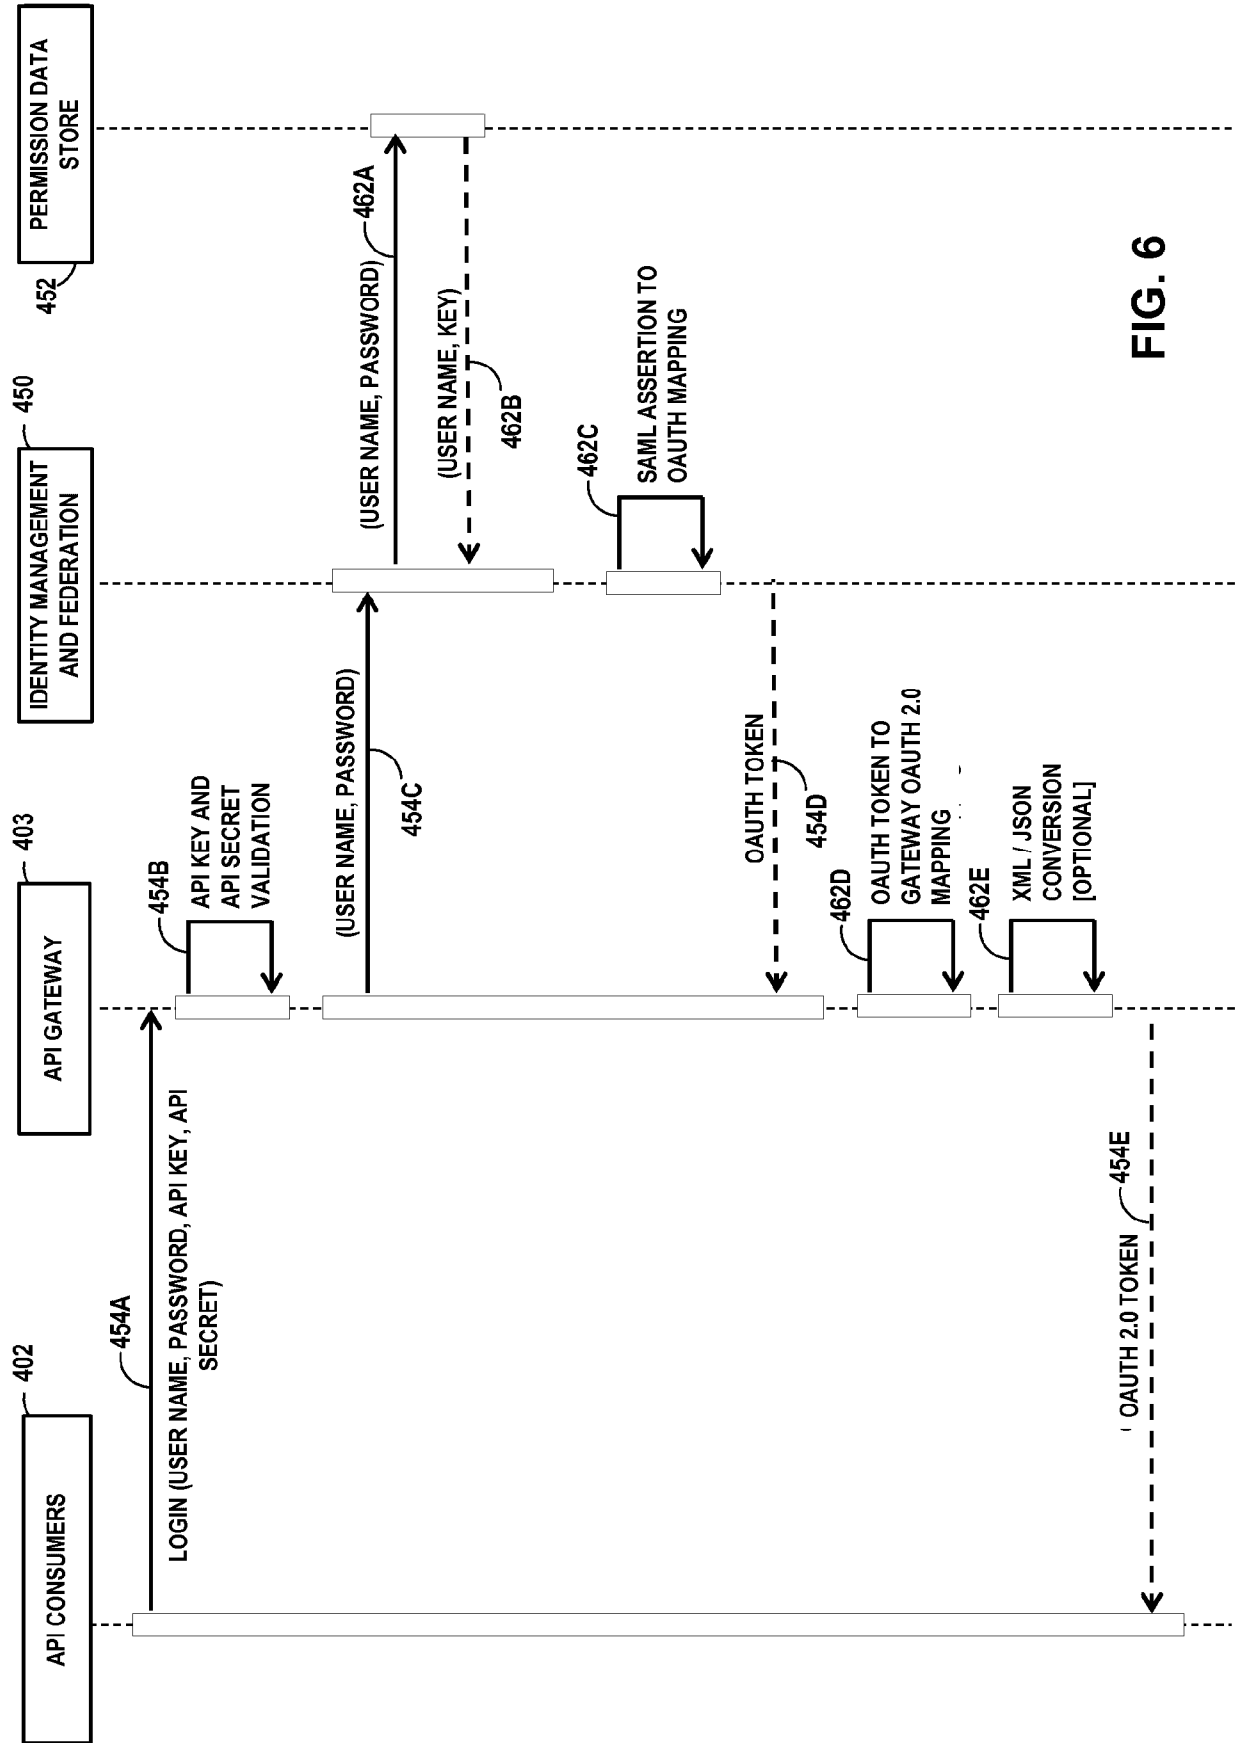 API CONSUMERS
402
API GATEWAY
403
IDENTITY MANAGEMENT
AND FEDERATION
450
PERMISSION DATA
STORE
452
454A
LOGIN (USER NAME, PASSWORD, API KEY, API
SECRET)
454B
API KEY AND
API SECRET
VALIDATION
(USER NAME, PASSWORD)
454C
(USER NAME, PASSWORD)
462A
(USER NAME, KEY)
462B
462C
SAML ASSERTION TO
OAUTH MAPPING
OAUTH TOKEN
454D
462D
OAUTH TOKEN TO
GATEWAY OAUTH 2.0
MAPPING
462E
XML / JSON
CONVERSION
[OPTIONAL]
OAUTH 2.0 TOKEN
454E
FIG. 6